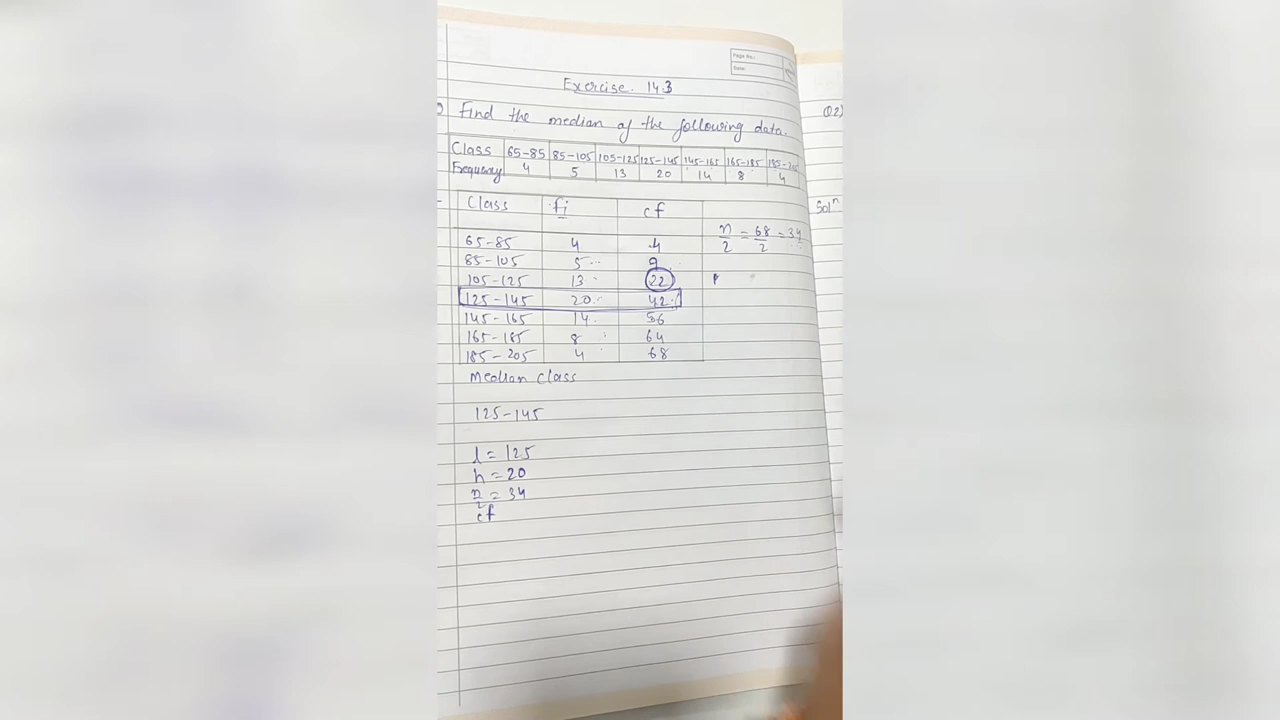 Page No.:
Date:
Exercise. 14.3
Find the median of the following data.
Class 65-85 85-105 105-125 125-145 145-165 165-185 185-205
Frequency 4 5 13 20 14 8 4
Class fi cf
65-85 4 4
85-105 5 9
105-125 13 22
125-145 20 42
145-165 14 56
165-185 8 64
185-205 4 68
n/2 = 68/2 = 34
Median class
125-145
l = 125
h = 20
n/2 = 34
cf
Q2)
Solⁿ